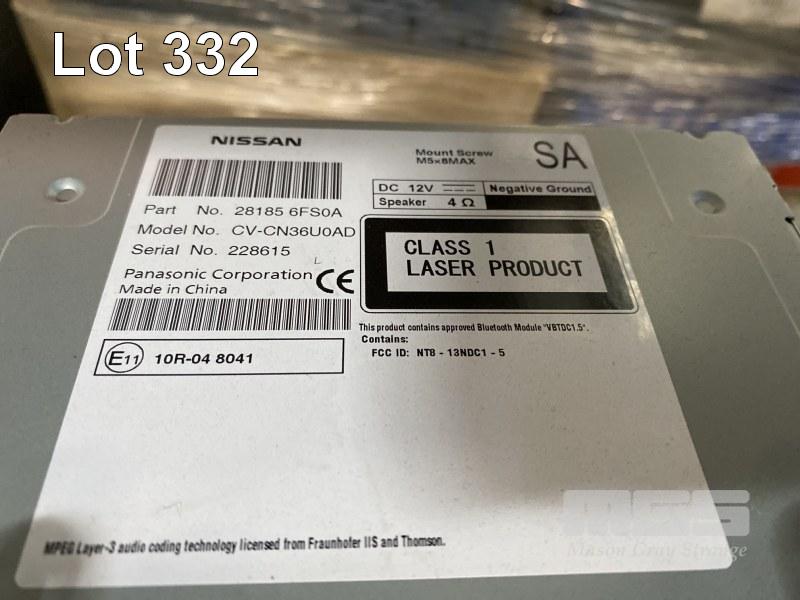 Lot 332
NISSAN
Mount Screw
M5×8MAX
SA
Part No. 28185 6FS0A
Model No. CV-CN36U0AD
Serial No. 228615
L
Panasonic Corporation
Made in China
CE
DC 12V
Negative Ground
Speaker 4 Ω
CLASS 1
LASER PRODUCT
This product contains approved Bluetooth Module "VBTDC1.5".
Contains:
FCC ID: NT8 - 13NDC1 - 5
E11 10R-04 8041
MPEG Layer-3 audio coding technology licensed from Fraunhofer IIS and Thomson.
MGS
Mason Gray Strange